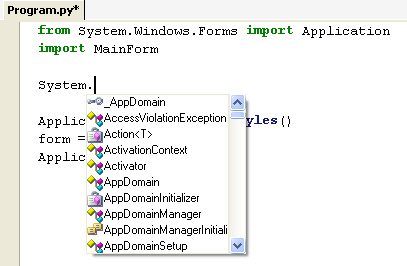 Program.py*
from System.Windows.Forms import Application
import MainForm
System.
_AppDomain
AccessViolationException
Action<T>
ActivationContext
Activator
AppDomain
AppDomainInitializer
AppDomainManager
AppDomainManagerInitiali
AppDomainSetup
Applic yles()
form =
Applic